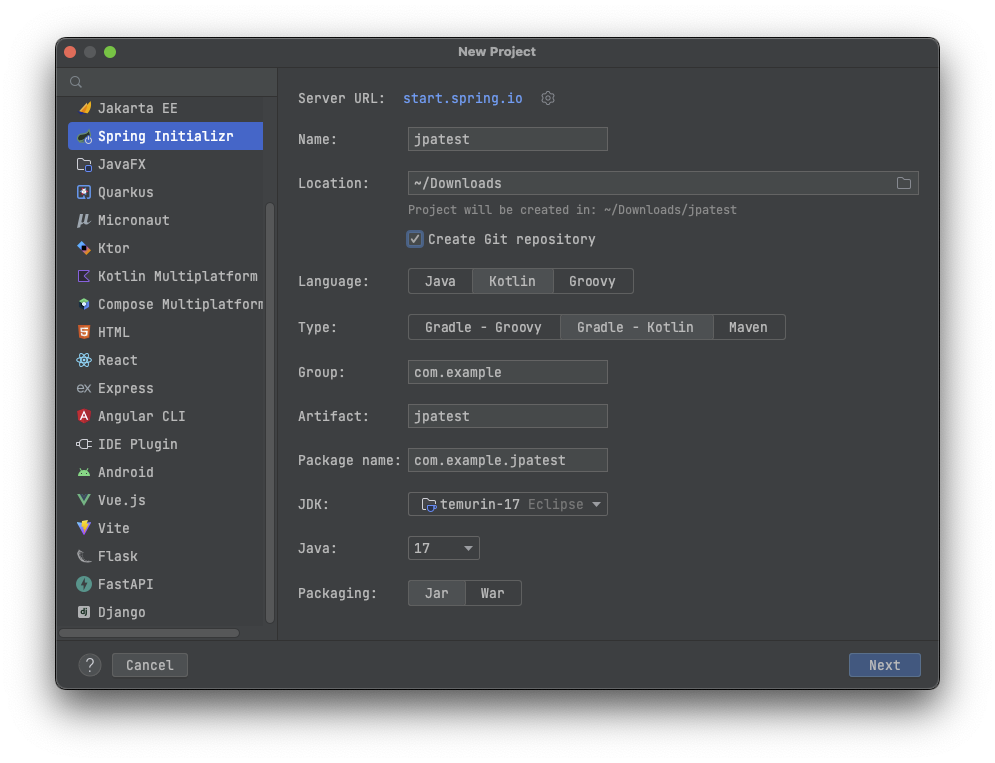 New Project
Jakarta EE
Spring Initializr
JavaFX
Quarkus
Micronaut
Ktor
Kotlin Multiplatform
Compose Multiplatform
HTML
React
ex Express
Angular CLI
IDE Plugin
Android
Vue.js
Vite
Flask
FastAPI
dj Django
Server URL: start.spring.io
Name: jpatest
Location: ~/Downloads
Project will be created in: ~/Downloads/jpatest
Create Git repository
Language: Java Kotlin Groovy
Type: Gradle - Groovy Gradle - Kotlin Maven
Group: com.example
Artifact: jpatest
Package name: com.example.jpatest
JDK: temurin-17 Eclipse
Java: 17
Packaging: Jar War
? Cancel Next